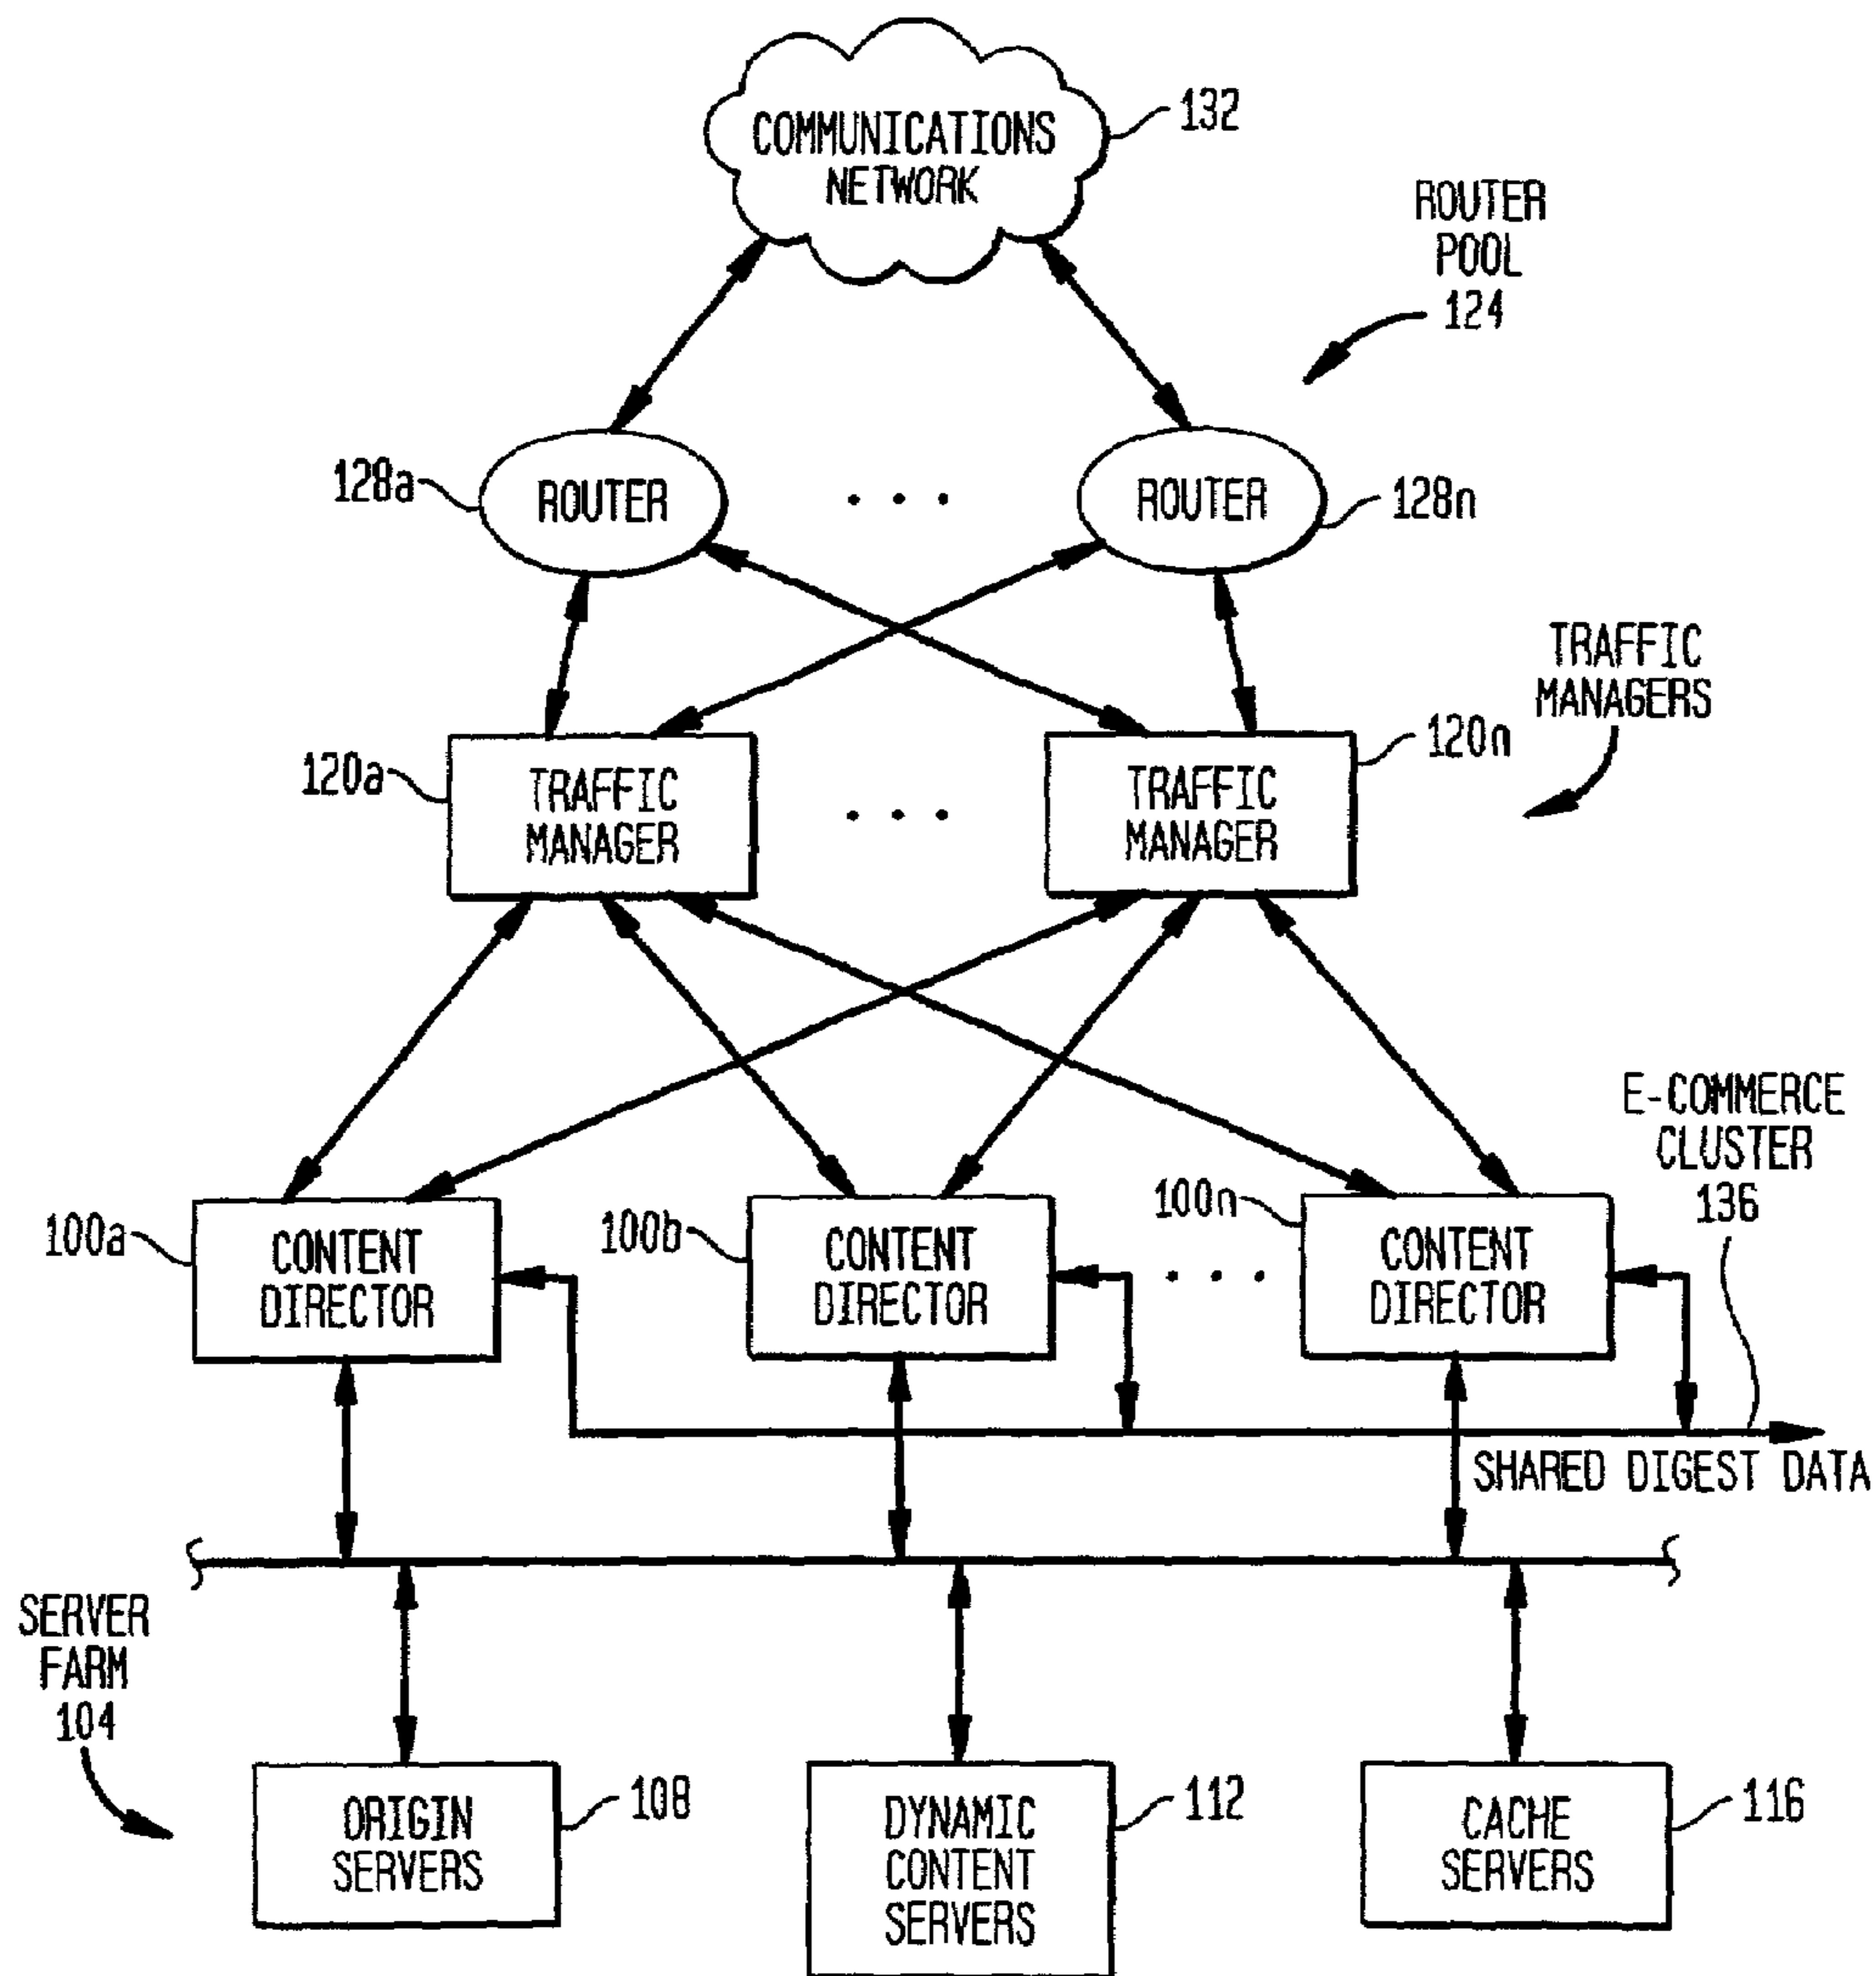 COMMUNICATIONS
NETWORK
132
ROUTER
POOL
124
128a
ROUTER
. . .
ROUTER
128n
TRAFFIC
MANAGERS
120a
TRAFFIC
MANAGER
. . .
TRAFFIC
MANAGER
120n
E-COMMERCE
CLUSTER
136
100a
CONTENT
DIRECTOR
100b
CONTENT
DIRECTOR
. . .
100n
CONTENT
DIRECTOR
SHARED DIGEST DATA
SERVER
FARM
104
ORIGIN
SERVERS
108
DYNAMIC
CONTENT
SERVERS
112
CACHE
SERVERS
116